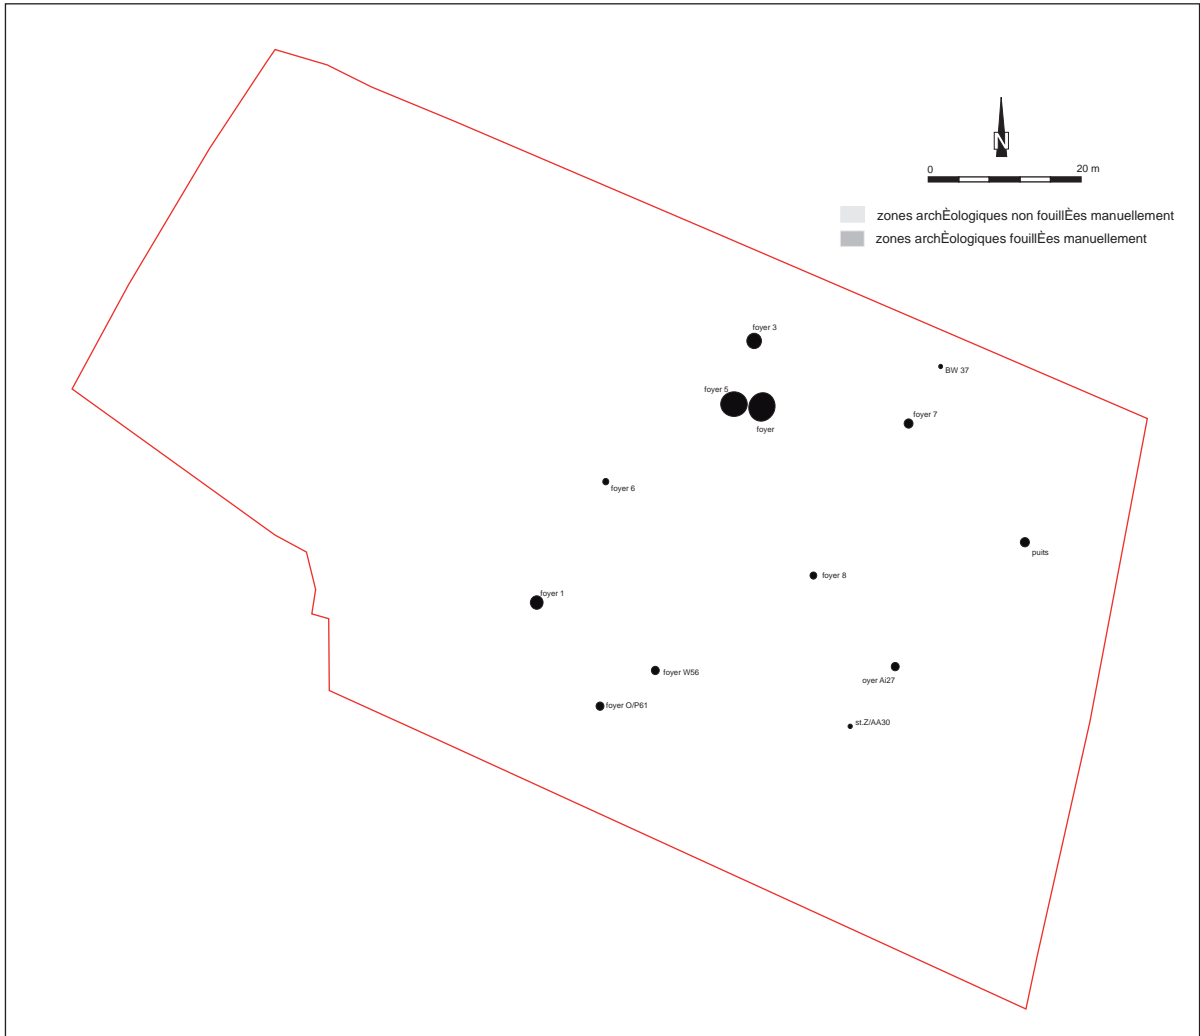 N
0 20 m
zones archÈologiques non fouillÈes manuellement
zones archÈologiques fouillÈes manuellement
foyer 3
BW 37
foyer 5
foyer 7
foyer
foyer 6
puits
foyer 8
foyer 1
foyer W56
oyer Ai27
foyer O/P61
st.Z/AA30